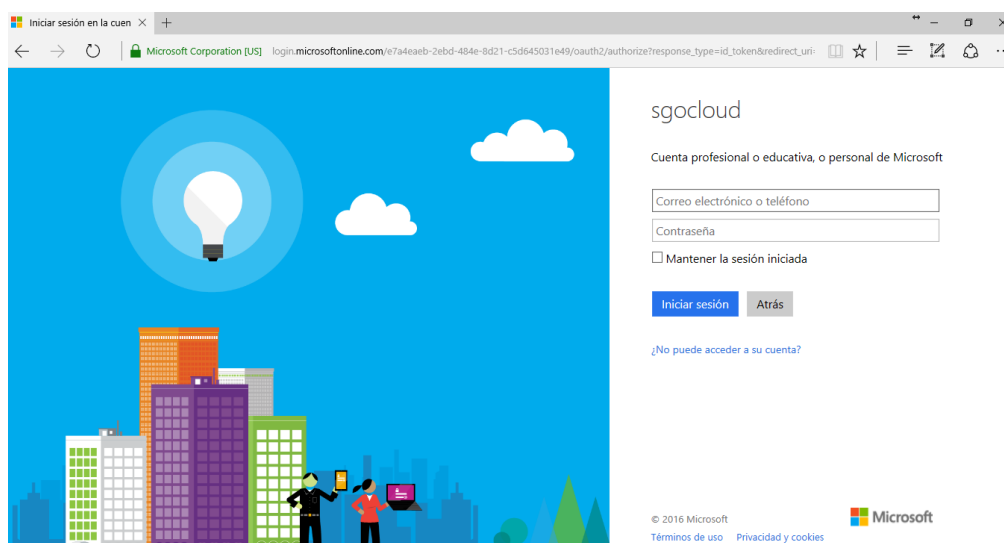 Iniciar sesión en la cuen
Microsoft Corporation [US] login.microsoftonline.com/e7a4eaeb-2ebd-484e-8d21-c5d645031e49/oauth2/authorize?response_type=id_token&redirect_uri=
sgocloud
Cuenta profesional o educativa, o personal de Microsoft
Correo electrónico o teléfono
Contraseña
Mantener la sesión iniciada
Iniciar sesión Atrás
¿No puede acceder a su cuenta?
© 2016 Microsoft
Microsoft
Términos de uso Privacidad y cookies